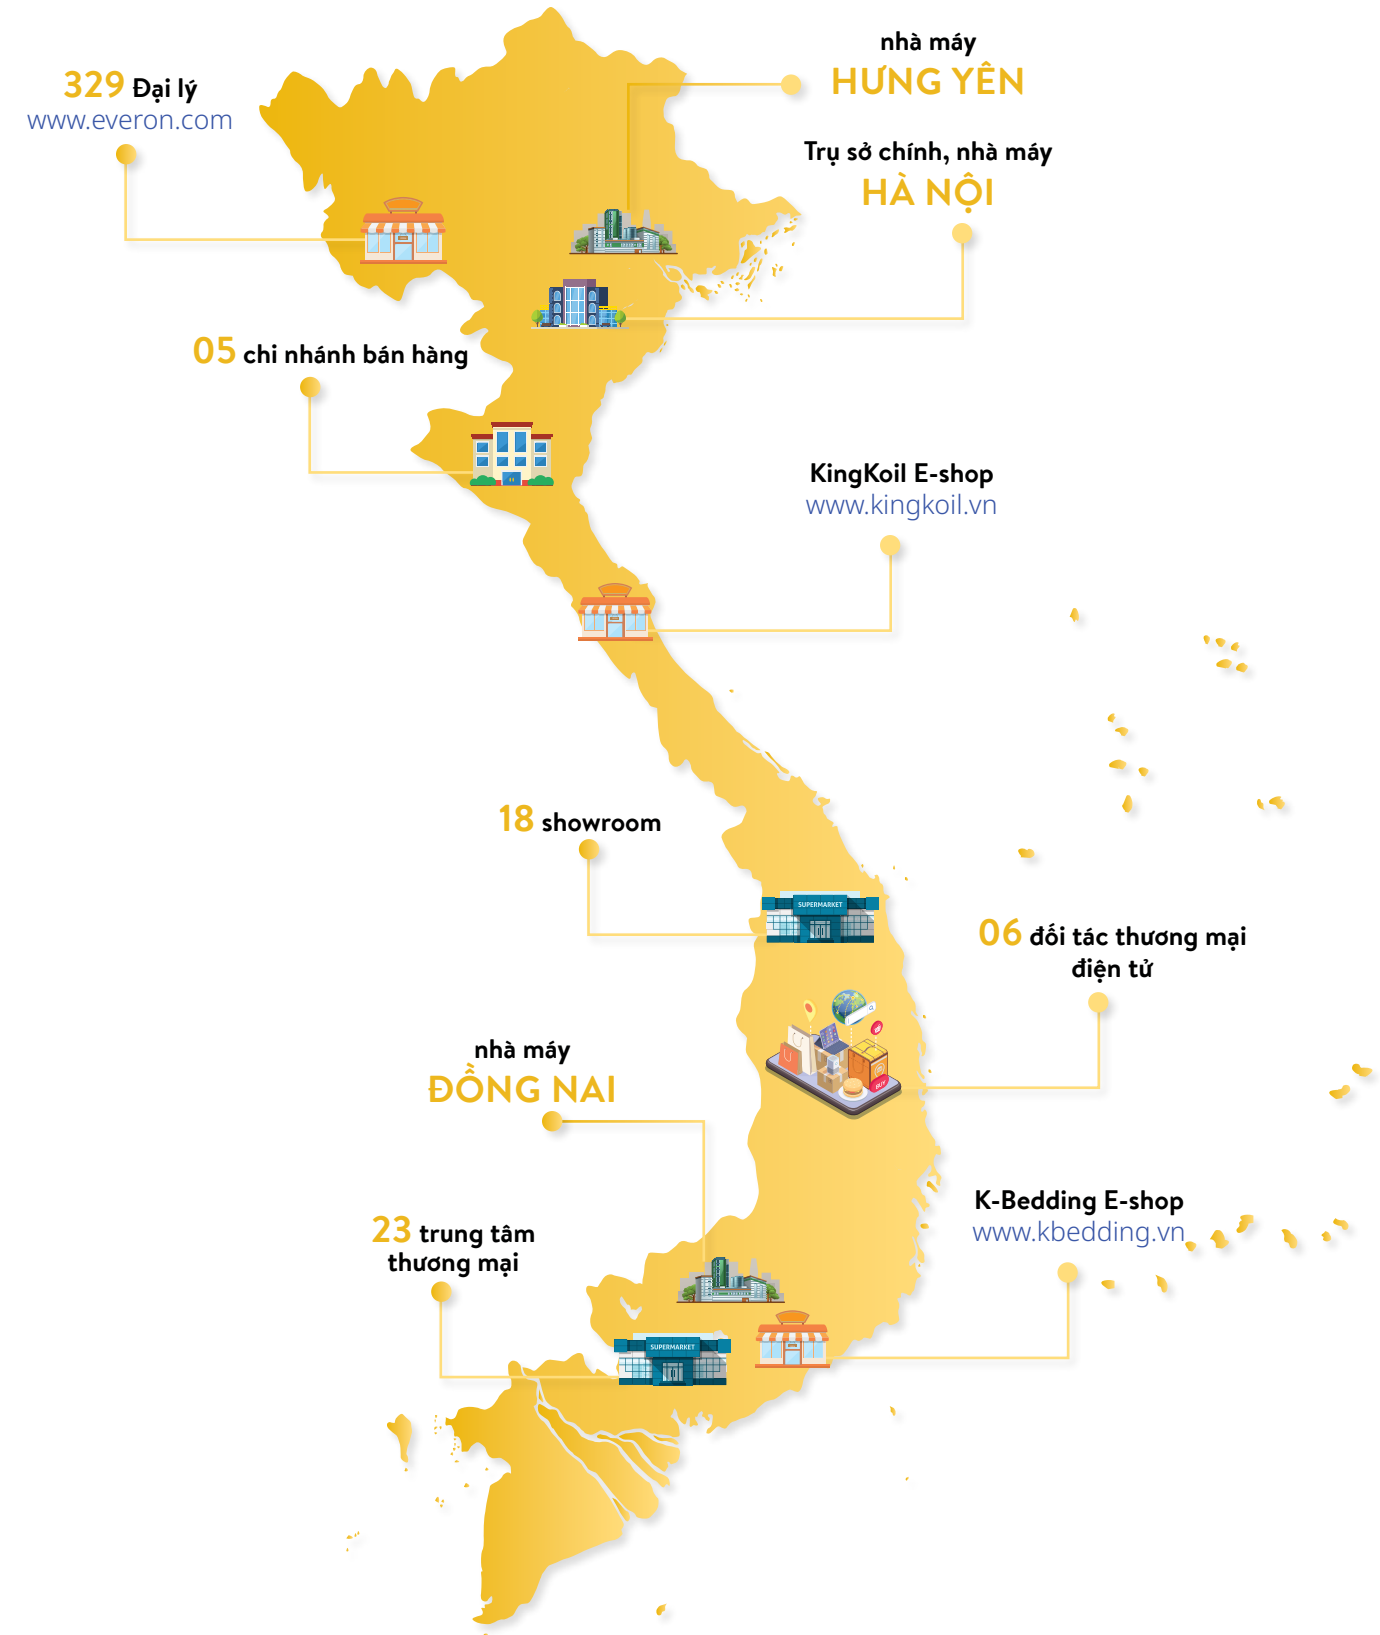 nhà máy
HƯNG YÊN
329 Đại lý
www.everon.com
Trụ sở chính, nhà máy
HÀ NỘI
05 chi nhánh bán hàng
KingKoil E-shop
www.kingkoil.vn
18 showroom
SUPERMARKET
06 đối tác thương mại
điện tử
BUY
nhà máy
ĐỒNG NAI
K-Bedding E-shop
www.kbedding.vn
23 trung tâm
thương mại
SUPERMARKET